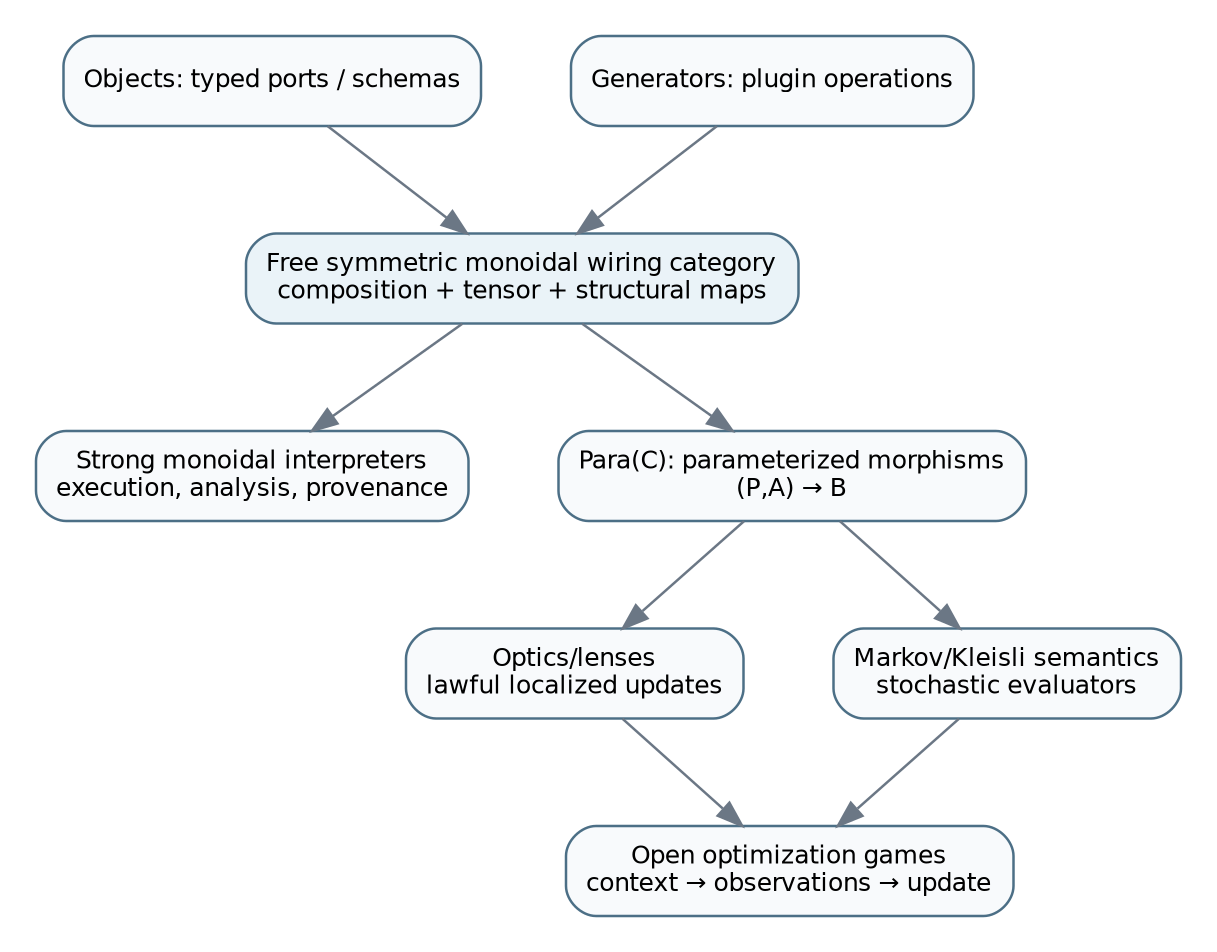 Objects: typed ports / schemas
Generators: plugin operations
Free symmetric monoidal wiring category
composition + tensor + structural maps
Strong monoidal interpreters
execution, analysis, provenance
Para(C): parameterized morphisms
(P,A) → B
Optics/lenses
lawful localized updates
Markov/Kleisli semantics
stochastic evaluators
Open optimization games
context → observations → update